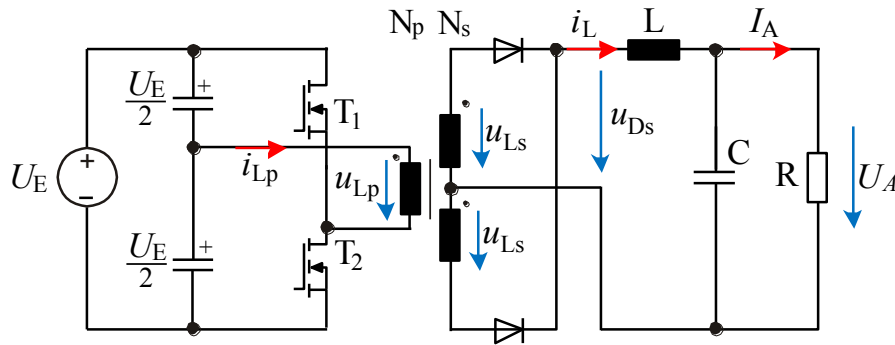 Np Ns
iL
L
IA
UE
2
+
T1
iLp
uLp
uLs
uDs
C
R
UA
UE
+
−
UE
2
+
T2
uLs